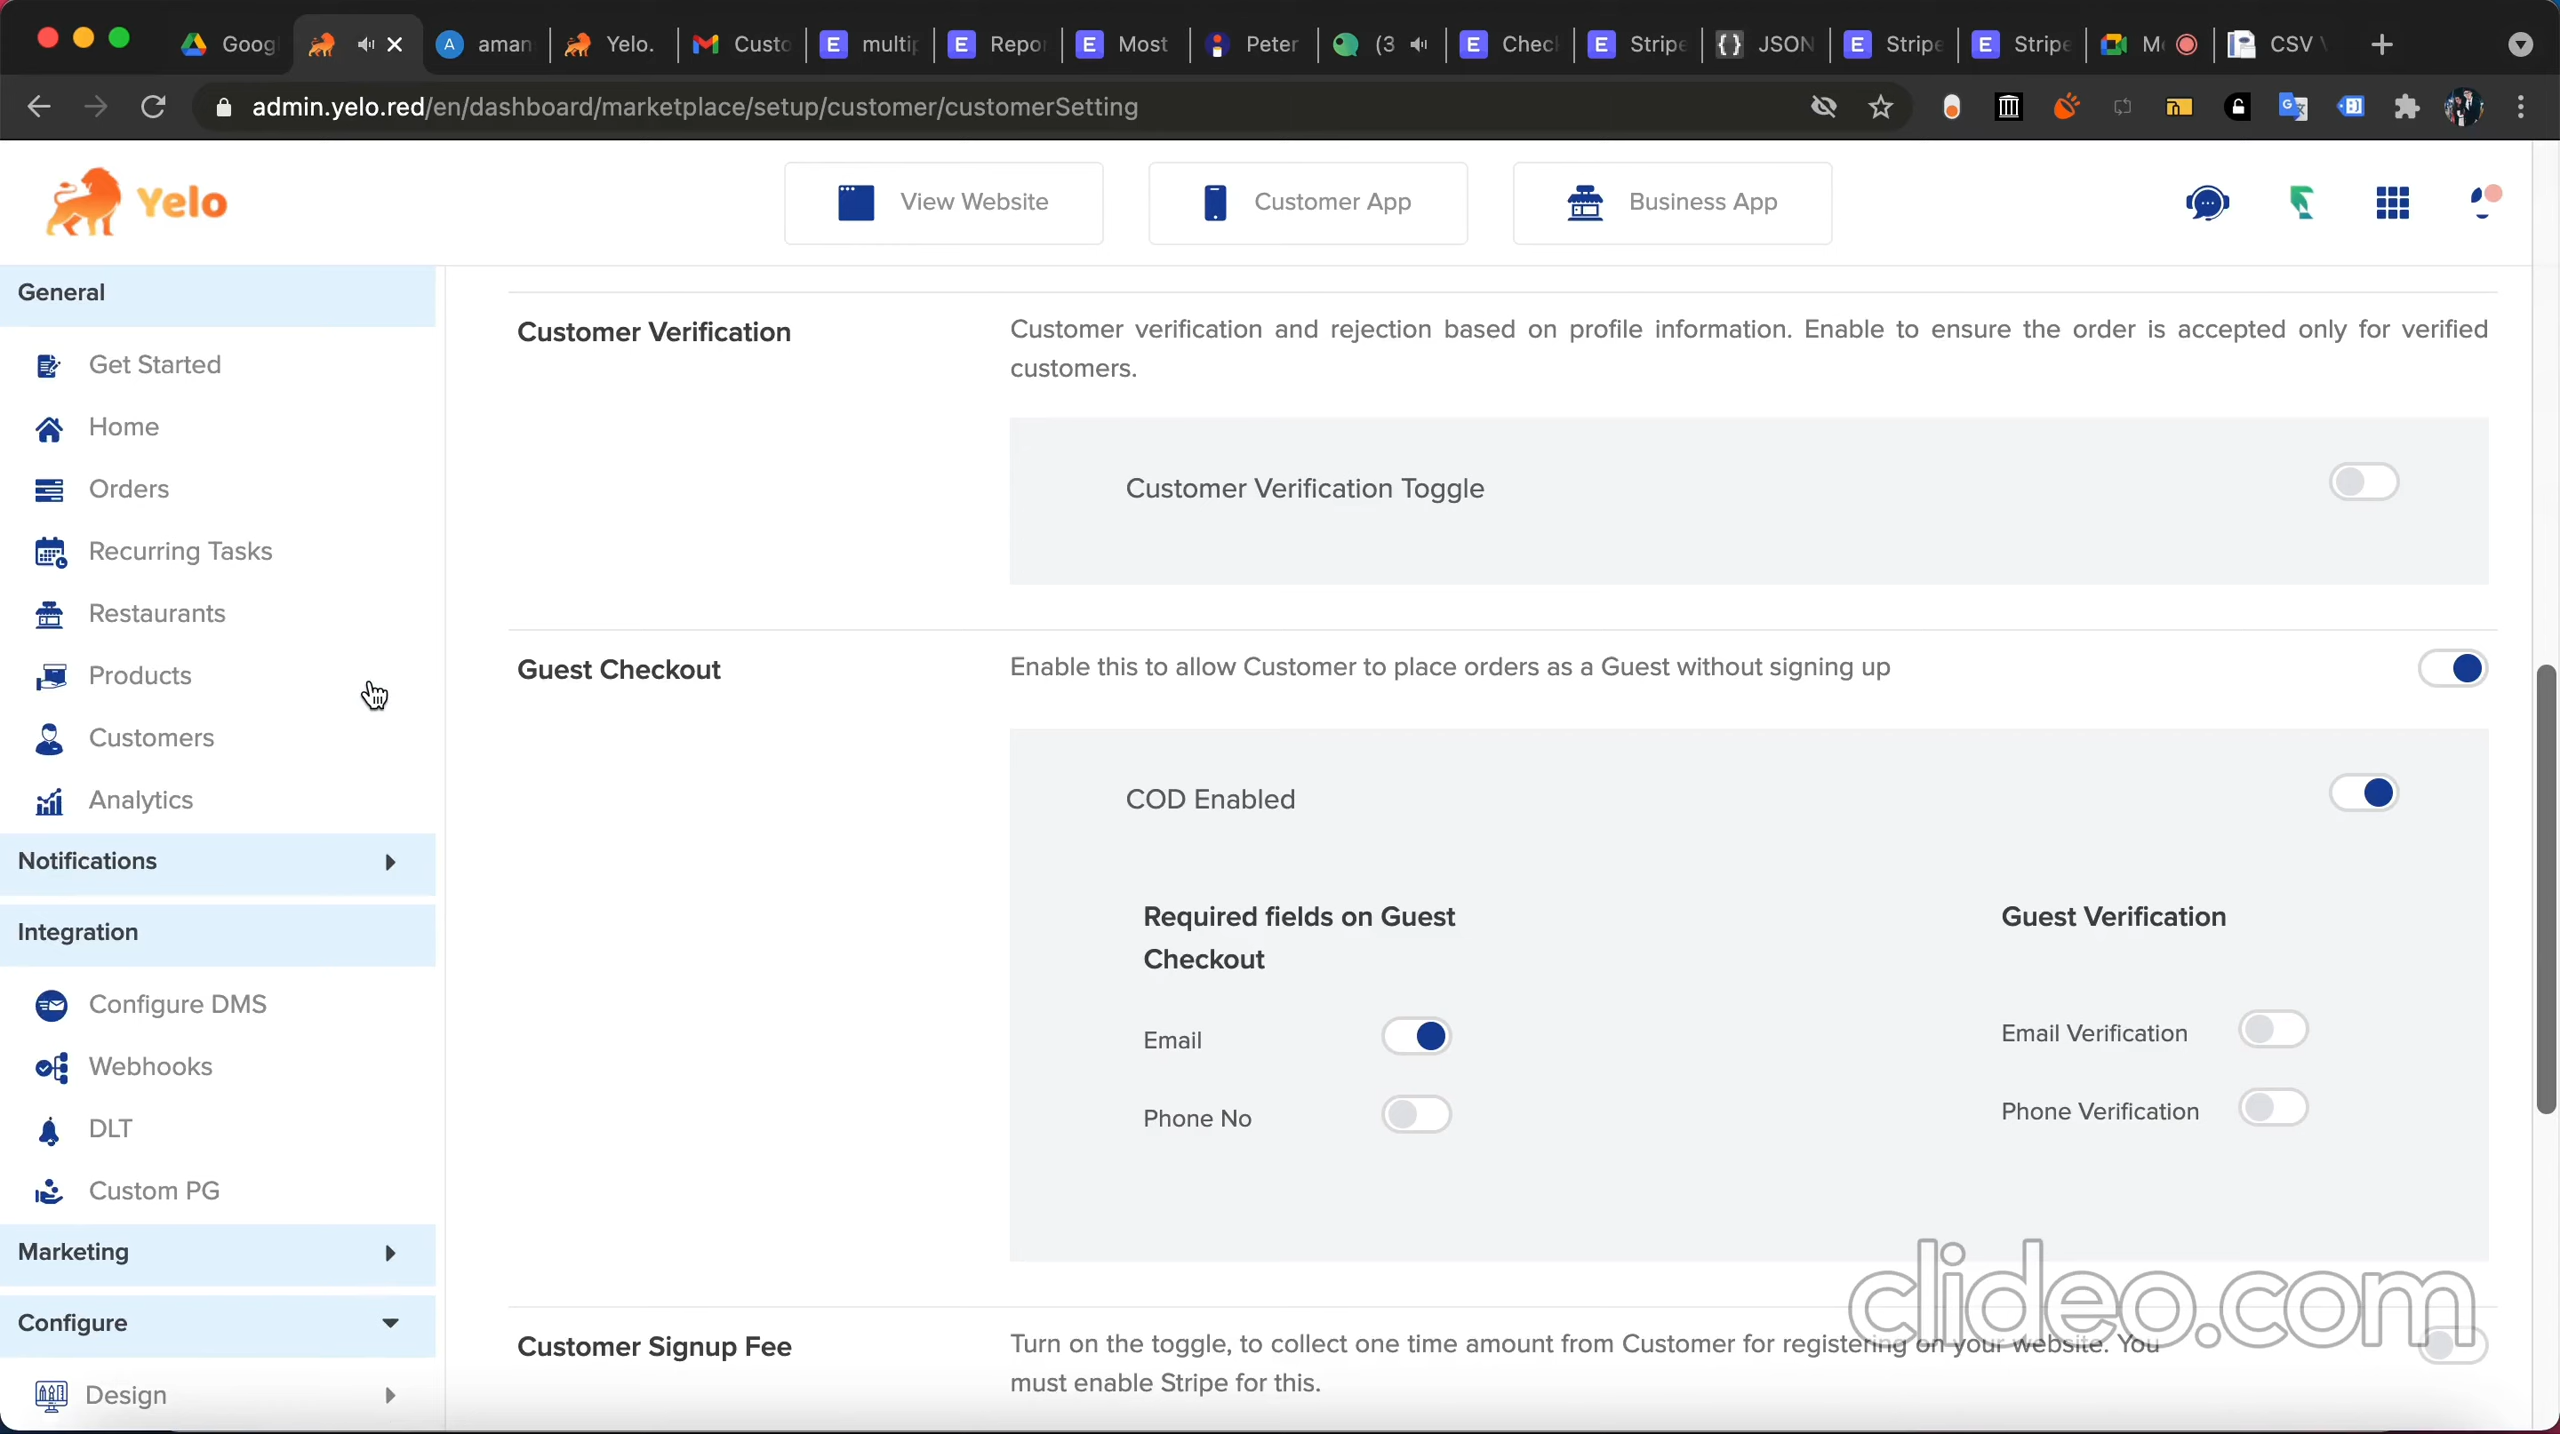 Goog
aman
Yelo.
Custo
multip
Repor
Most
Peter
(3
Check
Stripe
JSON
Stripe
Stripe
Me
CSV
admin.yelo.red/en/dashboard/marketplace/setup/customer/customerSetting
Yelo
View Website
Customer App
Business App
General
Get Started
Home
Orders
Recurring Tasks
Restaurants
Products
Customers
Analytics
Notifications
Integration
Configure DMS
Webhooks
DLT
Custom PG
Marketing
Configure
Design
Customer Verification
Customer verification and rejection based on profile information. Enable to ensure the order is accepted only for verified
customers.
Customer Verification Toggle
Guest Checkout
Enable this to allow Customer to place orders as a Guest without signing up
COD Enabled
Required fields on Guest
Checkout
Email
Phone No
Guest Verification
Email Verification
Phone Verification
Customer Signup Fee
Turn on the toggle, to collect one time amount from Customer for registering on your website. You
must enable Stripe for this.
clideo.com